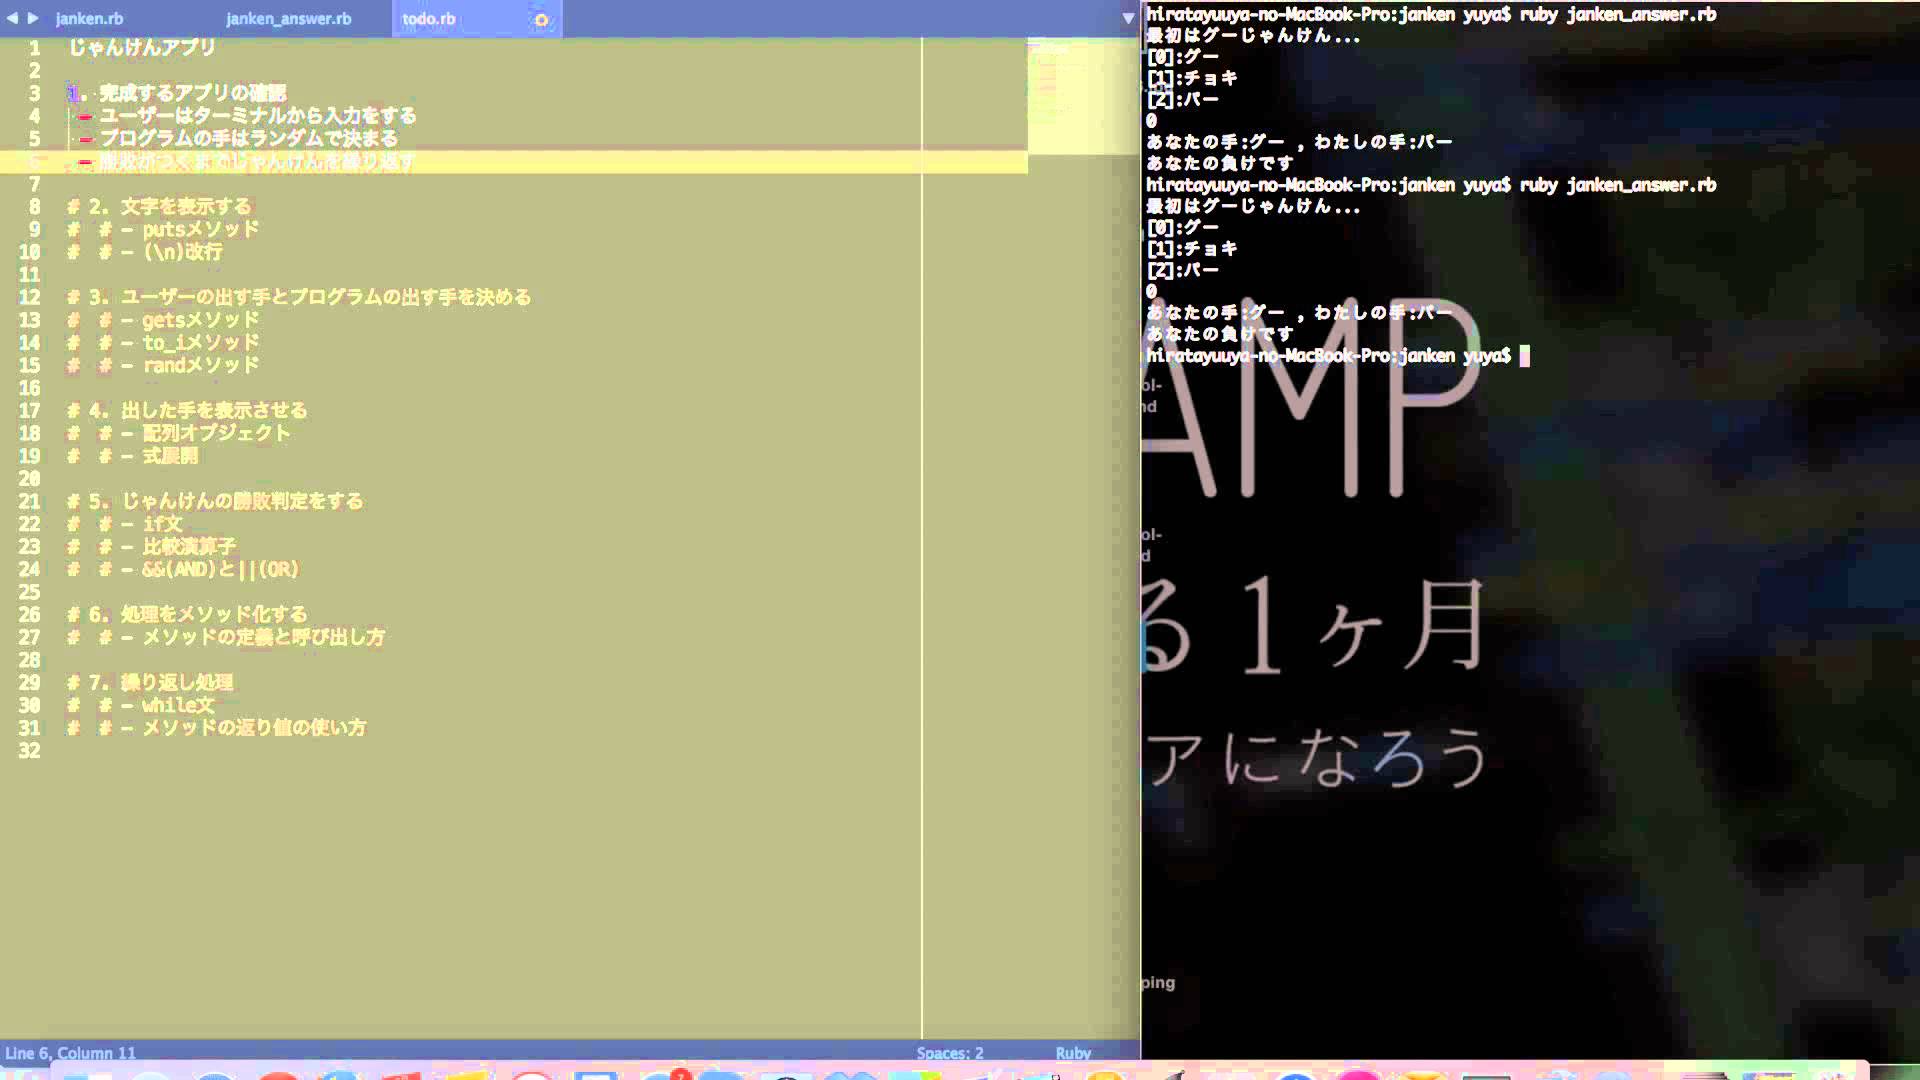 janken.rb
janken_answer.rb
todo.rb
1 じゃんけんアプリ
2
3 1. 完成するアプリの確認
4 - ユーザーはターミナルから入力をする
5 - プログラムの手はランダムで決まる
6 - 勝敗がつくまでじゃんけんを繰り返す
7
8 # 2. 文字を表示する
9 # # - putsメソッド
10 # # - (\n)改行
11
12 # 3. ユーザーの出す手とプログラムの出す手を決める
13 # # - getsメソッド
14 # # - to_iメソッド
15 # # - randメソッド
16
17 # 4. 出した手を表示させる
18 # # - 配列オブジェクト
19 # # - 式展開
20
21 # 5. じゃんけんの勝敗判定をする
22 # # - if文
23 # # - 比較演算子
24 # # - &&(AND)と||(OR)
25
26 # 6. 処理をメソッド化する
27 # # - メソッドの定義と呼び出し方
28
29 # 7. 繰り返し処理
30 # # - while文
31 # # - メソッドの返り値の使い方
32
Line 6, Column 11
Spaces: 2
Ruby
hiratayuuya-no-MacBook-Pro:janken yuya$ ruby janken_answer.rb
最初はグーじゃんけん...
[0]:グー
[1]:チョキ
[2]:パー
0
あなたの手:グー , わたしの手:パー
あなたの負けです
hiratayuuya-no-MacBook-Pro:janken yuya$ ruby janken_answer.rb
最初はグーじゃんけん...
[0]:グー
[1]:チョキ
[2]:パー
0
あなたの手:グー , わたしの手:パー
あなたの負けです
hiratayuuya-no-MacBook-Pro:janken yuya$
AMP
ol-
nd
ol-
d
る1ヶ月
アになろう
ping